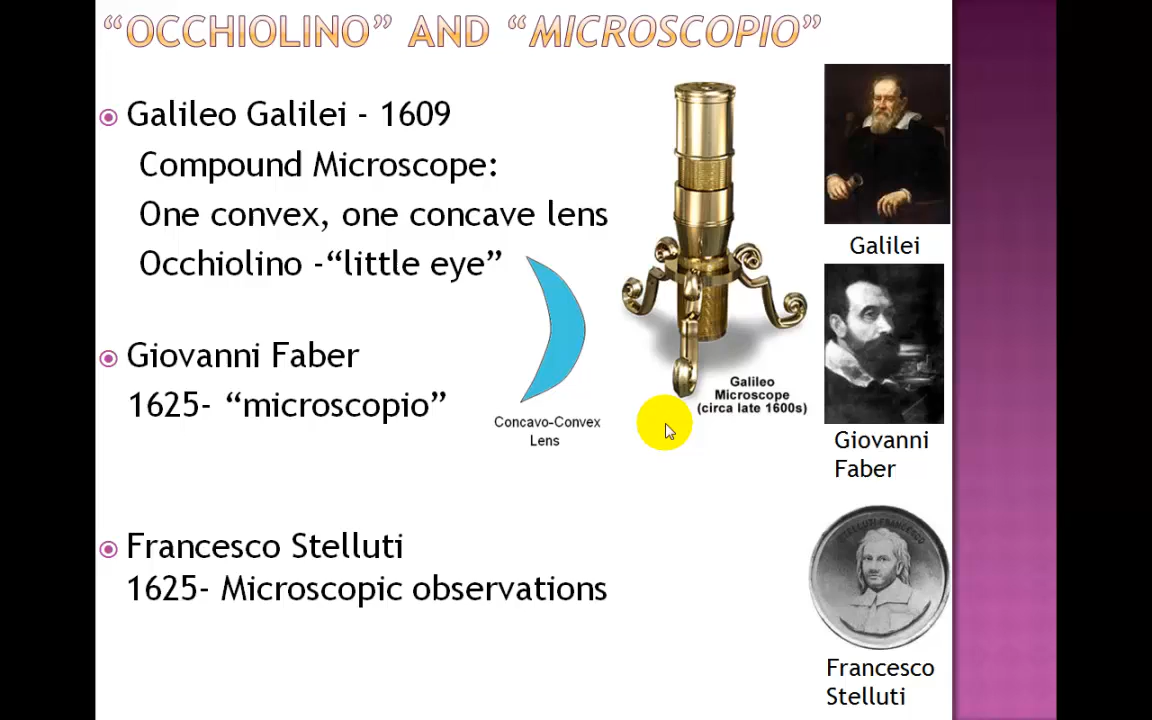 “OCCHIOLINO” AND “MICROSCOPIO”
Galileo Galilei - 1609
Compound Microscope:
One convex, one concave lens
Occhiolino -“little eye”
Giovanni Faber
1625- “microscopio”
Concavo-Convex
Lens
Galileo
Microscope
(circa late 1600s)
Francesco Stelluti
1625- Microscopic observations
Galilei
Giovanni
Faber
STELLUTI FRANCESCO
Francesco
Stelluti